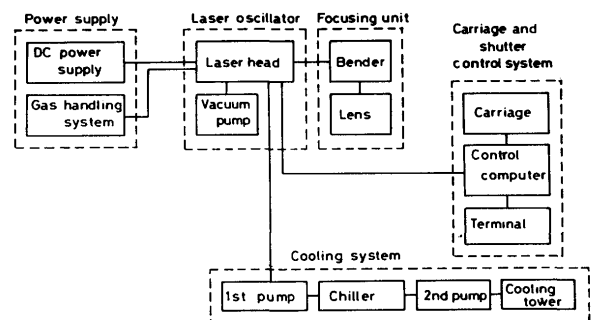 Power supply
DC power
supply
Gas handling
system
Laser oscillator
Laser head
Vacuum
pump
Focusing unit
Bender
Lens
Carriage and
shutter
control system
Carriage
Control
computer
Terminal
Cooling system
1st pump
Chiller
2nd pump
Cooling
tower